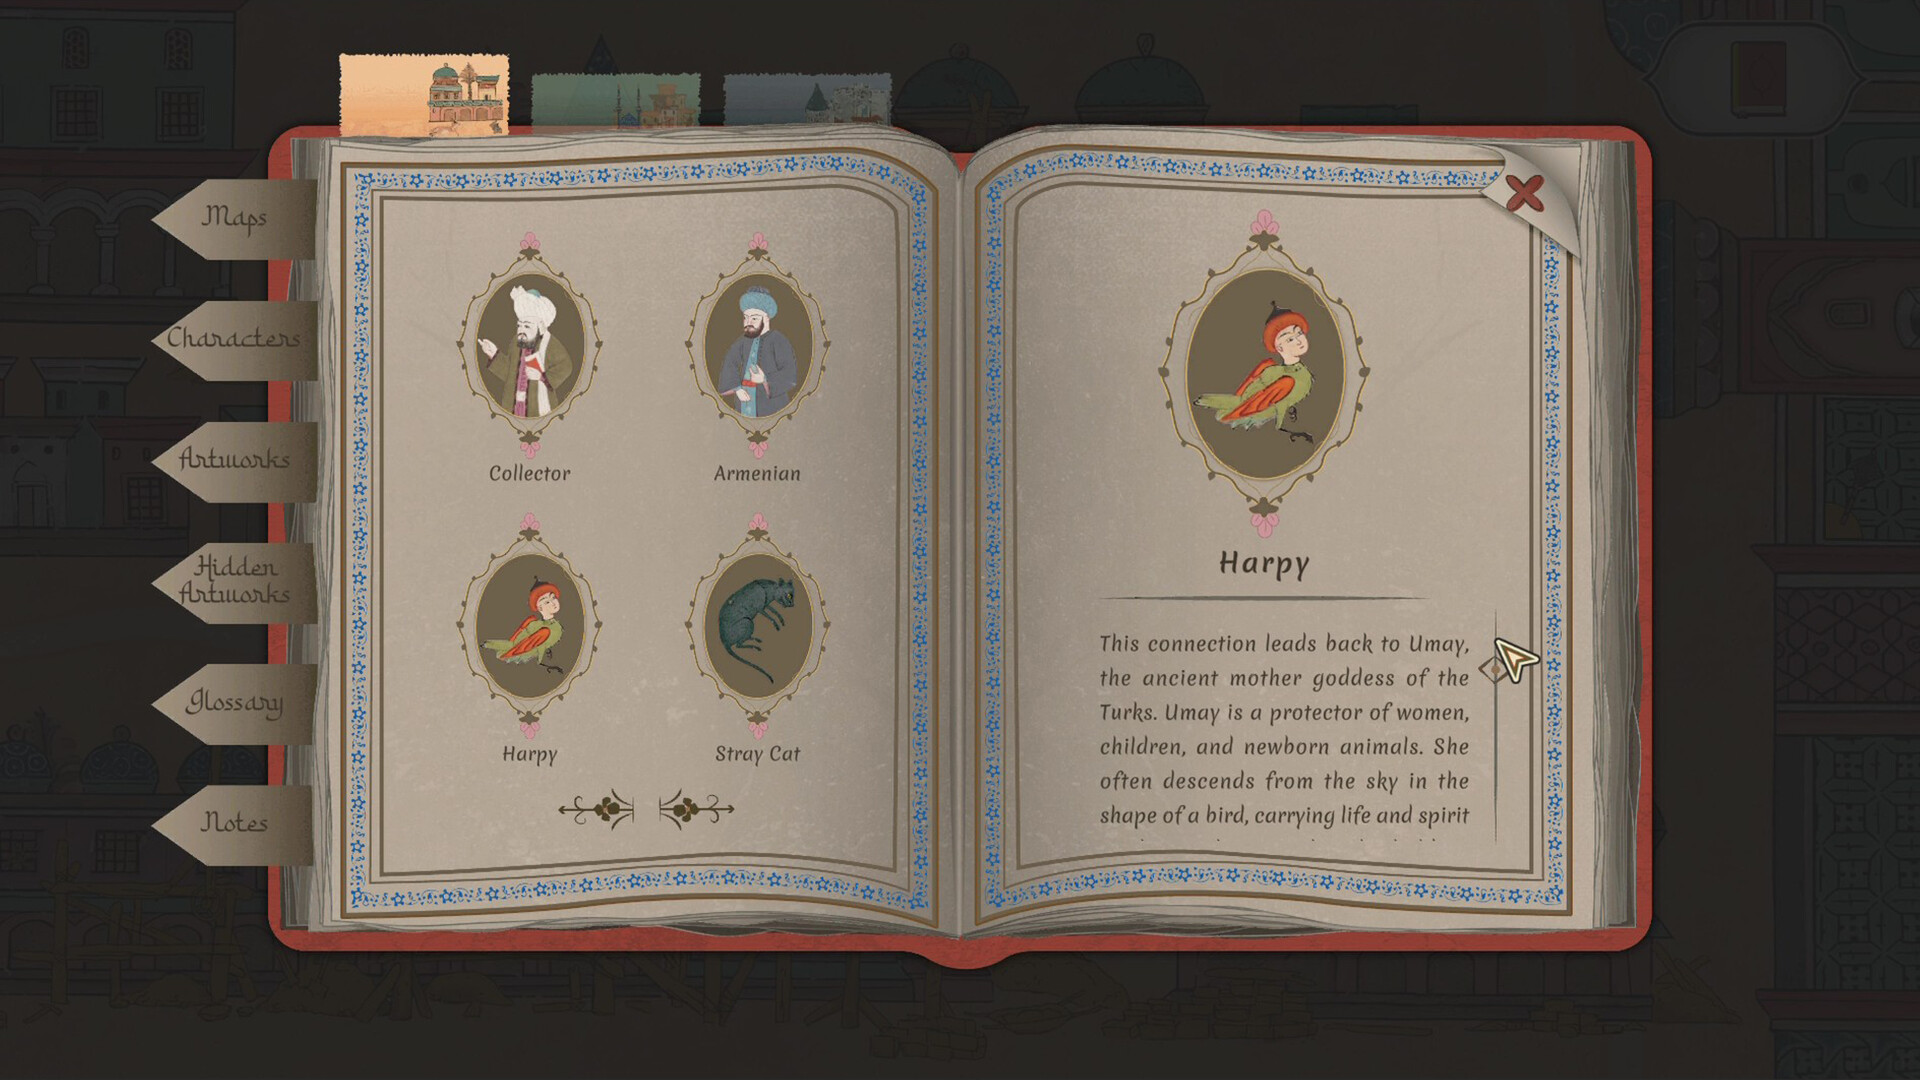 Maps
Characters
Artworks
Hidden
Artworks
Glossary
Notes
Collector
Armenian
Harpy
Stray Cat
Harpy
This connection leads back to Umay,
the ancient mother goddess of the
Turks. Umay is a protector of women,
children, and newborn animals. She
often descends from the sky in the
shape of a bird, carrying life and spirit